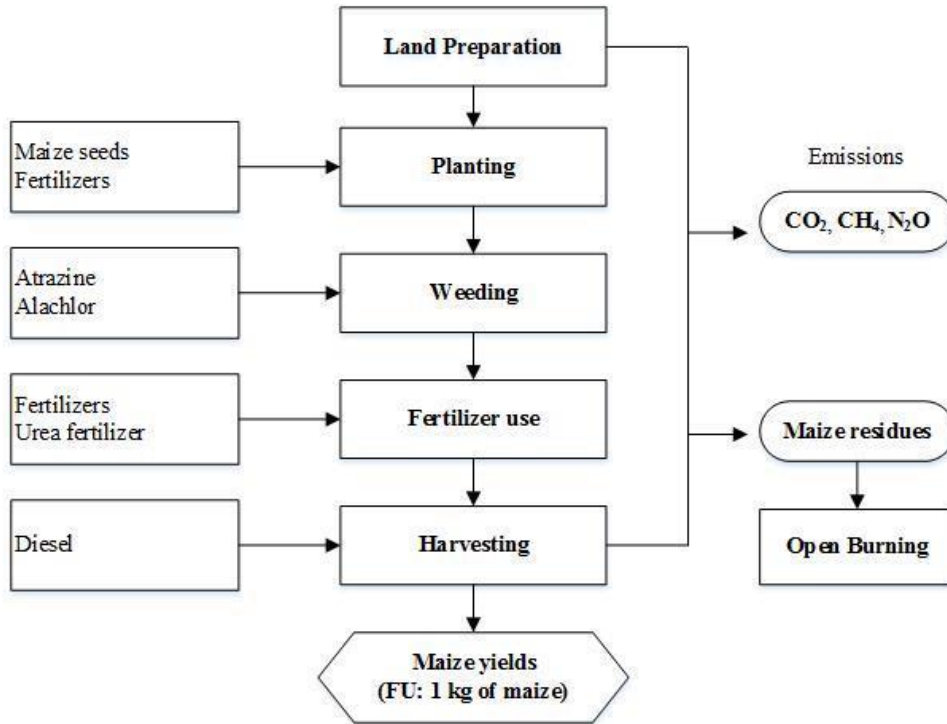 Land Preparation
Maize seeds
Fertilizers
Planting
Emissions
CO₂, CH₄, N₂O
Atrazine
Alachlor
Weeding
Fertilizers
Urea fertilizer
Fertilizer use
Maize residues
Diesel
Harvesting
Open Burning
Maize yields
(FU: 1 kg of maize)